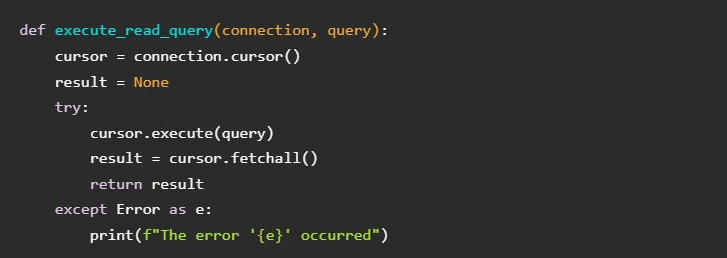 def execute_read_query(connection, query):
    cursor = connection.cursor()
    result = None
    try:
        cursor.execute(query)
        result = cursor.fetchall()
        return result
    except Error as e:
        print(f"The error '{e}' occurred")